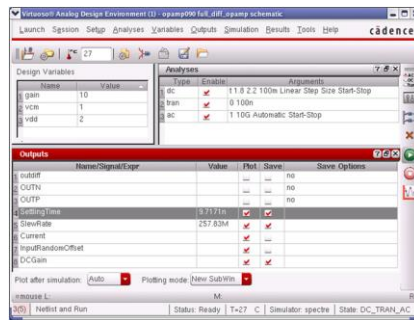 Virtuoso® Analog Design Environment (1) - opamp090 full_diff_opamp schematic
Launch Session Setup Analyses Variables Outputs Simulation Results Tools Help cādence
27
Design Variables
Name Value
1 gain 10
2 vcm 1
3 vdd 2
Analyses
Type Enable Arguments
1 dc t 1.8 2.2 100m Linear Step Size Start-Stop
2 tran 0 100n
3 ac 1 10G Automatic Start-Stop
Outputs
Name/Signal/Expr Value Plot Save Save Options
1 outdiff no
2 OUTN no
3 OUTP no
4 SettlingTime 9.7171n
5 SlewRate 257.83M
6 Current
7 InputRandomOffset
8 DCGain
Plot after simulation: Auto Plotting mode: New SubWin
mouse L: M: R
3(5) Netlist and Run Status: Ready T=27 C Simulator: spectre State: DC_TRAN_AC